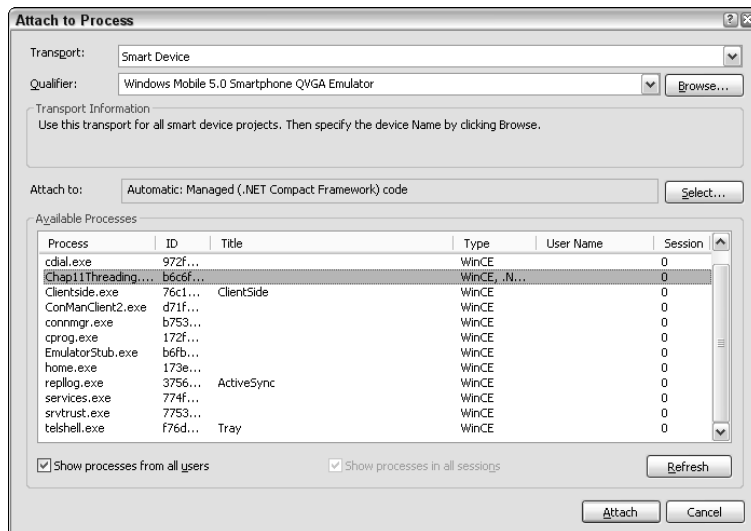 Attach to Process
Transport: Smart Device
Qualifier: Windows Mobile 5.0 Smartphone QVGA Emulator Browse...
Transport Information
Use this transport for all smart device projects. Then specify the device Name by clicking Browse.
Attach to: Automatic: Managed (.NET Compact Framework) code Select...
Available Processes
Process ID Title Type User Name Session
cdial.exe 972f... WinCE 0
Chap11Threading.... b6c6f... WinCE, .N... 0
Clientside.exe 76c1... ClientSide WinCE 0
ConManClient2.exe d71f... WinCE 0
connmgr.exe b753... WinCE 0
cprog.exe 172f... WinCE 0
EmulatorStub.exe b6fb... WinCE 0
home.exe 173e... WinCE 0
repllog.exe 3756... ActiveSync WinCE 0
services.exe 774f... WinCE 0
srvtrust.exe 7753... WinCE 0
telshell.exe f76d... Tray WinCE 0
Show processes from all users Show processes in all sessions Refresh
Attach Cancel